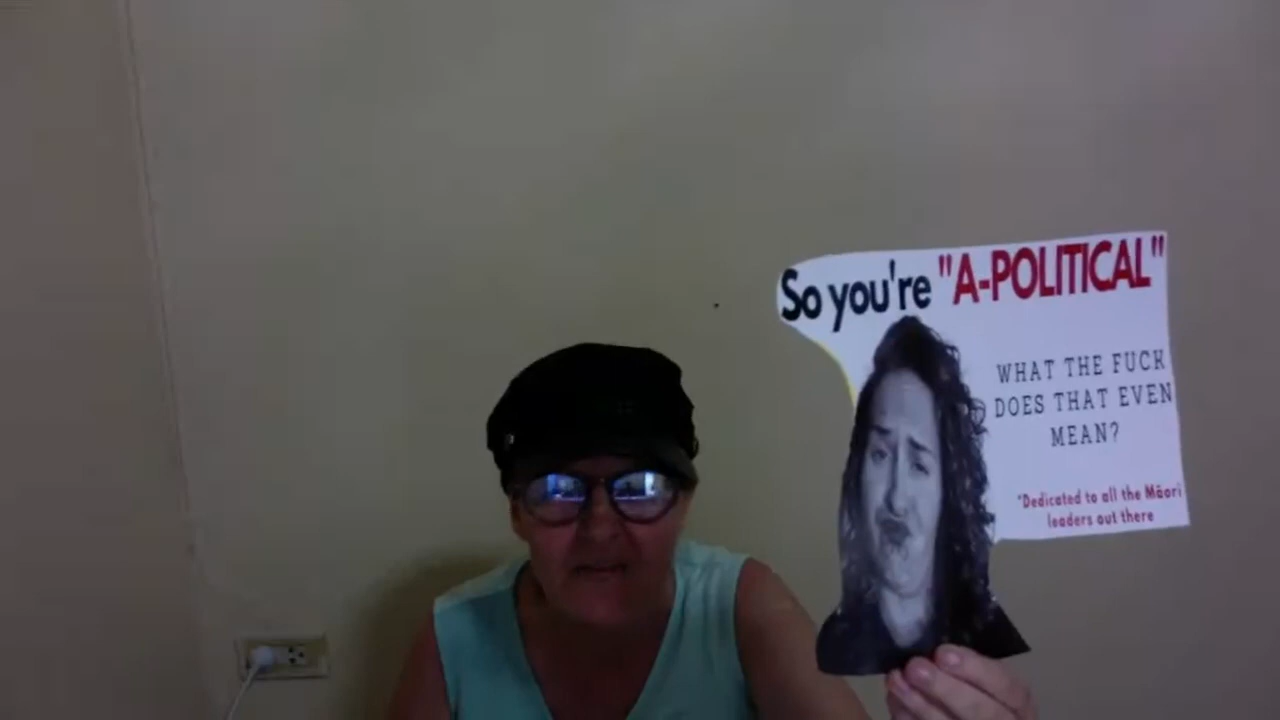 So you're "A-POLITICAL"
WHAT THE FUCK
DOES THAT EVEN
MEAN?
*Dedicated to all the Māori
leaders out there